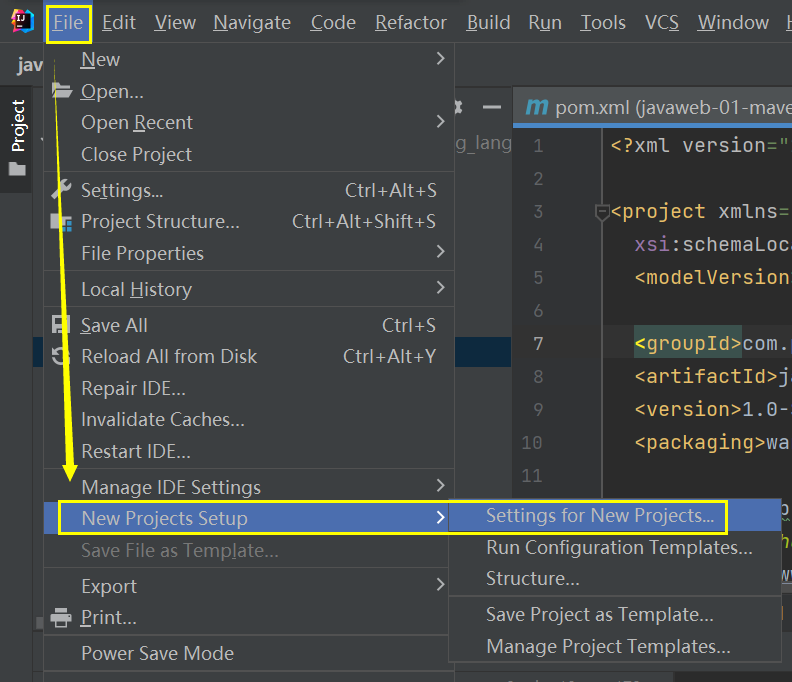 File Edit View Navigate Code Refactor Build Run Tools VCS Window
jav
Project
New
Open...
Open Recent
Close Project
Settings... Ctrl+Alt+S
Project Structure... Ctrl+Alt+Shift+S
File Properties
Local History
Save All Ctrl+S
Reload All from Disk Ctrl+Alt+Y
Repair IDE...
Invalidate Caches...
Restart IDE...
Manage IDE Settings
New Projects Setup
Save File as Template...
Export
Print...
Power Save Mode
Settings for New Projects...
Run Configuration Templates...
Structure...
Save Project as Template...
Manage Project Templates...
g_lang
pom.xml (javaweb-01-mave
1 <?xml version="
2
3 <project xmlns=
4 xsi:schemaLoc
5 <modelVersion
6
7 <groupId>com.
8 <artifactId>j
9 <version>1.0-
10 <packaging>wa
11